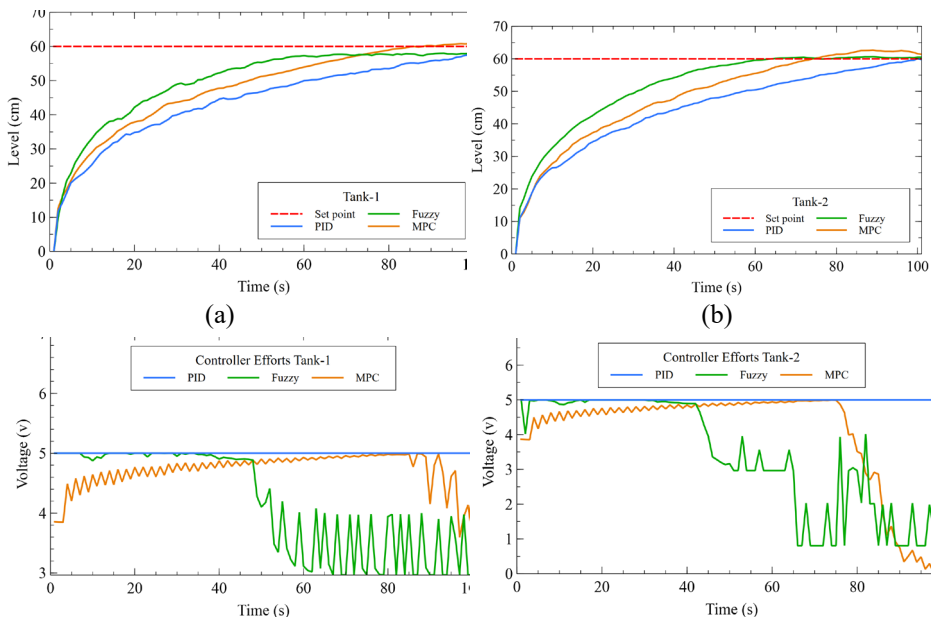 70
60
50
40
30
20
10
0
Level (cm)
Tank-1
Set point Fuzzy
PID MPC
0 20 40 60 80 1
Time (s)
(a)
70
60
50
40
30
20
10
0
Level (cm)
Tank-2
Set point Fuzzy
PID MPC
0 20 40 60 80 100
Time (s)
(b)
6
5
4
3
Voltage (v)
Controller Efforts Tank-1
PID Fuzzy MPC
0 20 40 60 80 10
Time (s)
6
5
4
3
2
1
0
Voltage (v)
Controller Efforts Tank-2
PID Fuzzy MPC
0 20 40 60 80
Time (s)